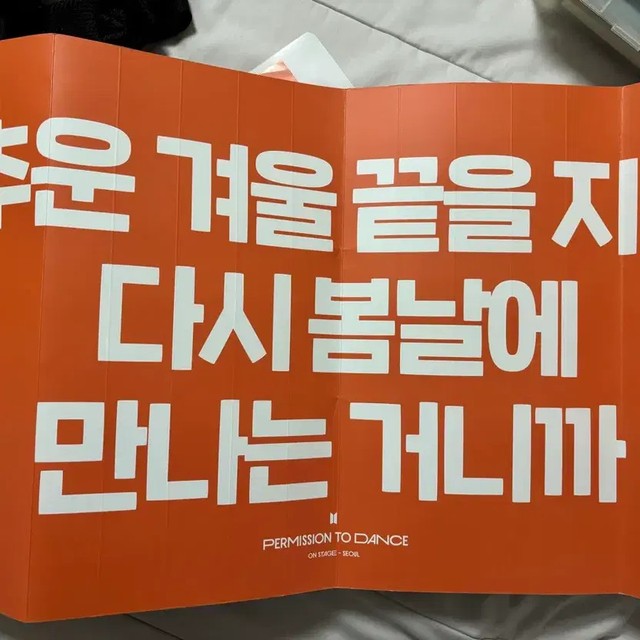 추운 겨울 끝을 지
다시 봄날에
만나는 거니까
PERMISSION TO DANCE
ON STAGE - SEOUL